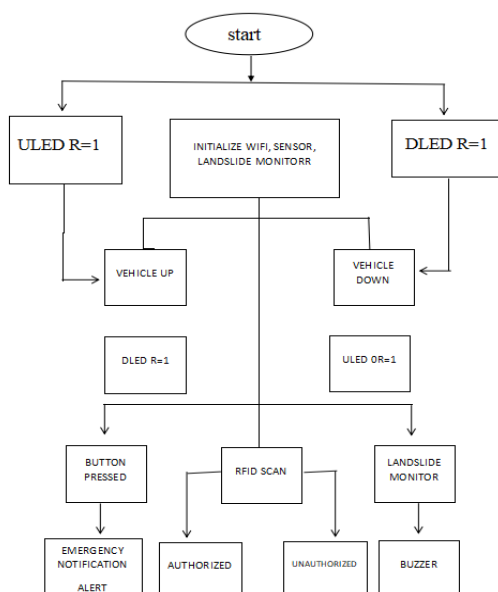 start
ULED R=1
INITIALIZE WIFI, SENSOR,
LANDSLIDE MONITORR
DLED R=1
VEHICLE UP
VEHICLE
DOWN
DLED R=1
ULED 0R=1
BUTTON
PRESSED
RFID SCAN
LANDSLIDE
MONITOR
EMERGENCY
NOTIFICATION
ALERT
AUTHORIZED
UNAUTHORIZED
BUZZER